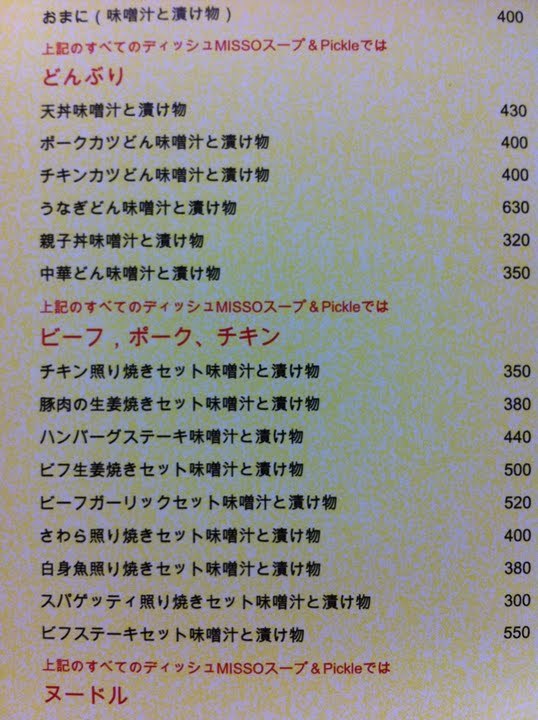 おまに（味噌汁と漬け物） 400
上記のすべてのディッシュMISSOスープ＆Pickleでは
どんぶり
天丼味噌汁と漬け物 430
ポークカツどん味噌汁と漬け物 400
チキンカツどん味噌汁と漬け物 400
うなぎどん味噌汁と漬け物 630
親子丼味噌汁と漬け物 320
中華どん味噌汁と漬け物 350
上記のすべてのディッシュMISSOスープ＆Pickleでは
ビーフ，ポーク、チキン
チキン照り焼きセット味噌汁と漬け物 350
豚肉の生姜焼きセット味噌汁と漬け物 380
ハンバーグステーキ味噌汁と漬け物 440
ビフ生姜焼きセット味噌汁と漬け物 500
ビーフガーリックセット味噌汁と漬け物 520
さわら照り焼きセット味噌汁と漬け物 400
白身魚照り焼きセット味噌汁と漬け物 380
スパゲッティ照り焼きセット味噌汁と漬け物 300
ビフステーキセット味噌汁と漬け物 550
上記のすべてのディッシュMISSOスープ＆Pickleでは
ヌードル